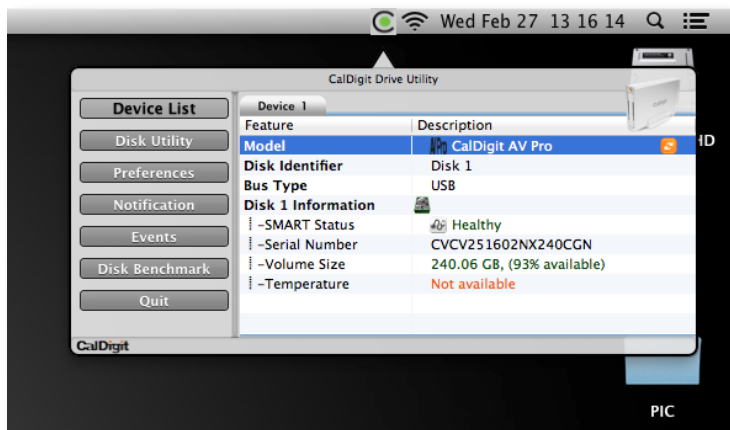 Wed Feb 27 13 16 14
CalDigit Drive Utility
Device List
Disk Utility
Preferences
Notification
Events
Disk Benchmark
Quit
Device 1
Feature Description
Model AVPro CalDigit AV Pro
Disk Identifier Disk 1
Bus Type USB
Disk 1 Information
-SMART Status Healthy
-Serial Number CVCV251602NX240CGN
-Volume Size 240.06 GB, (93% available)
-Temperature Not available
CalDigit
HD
PIC